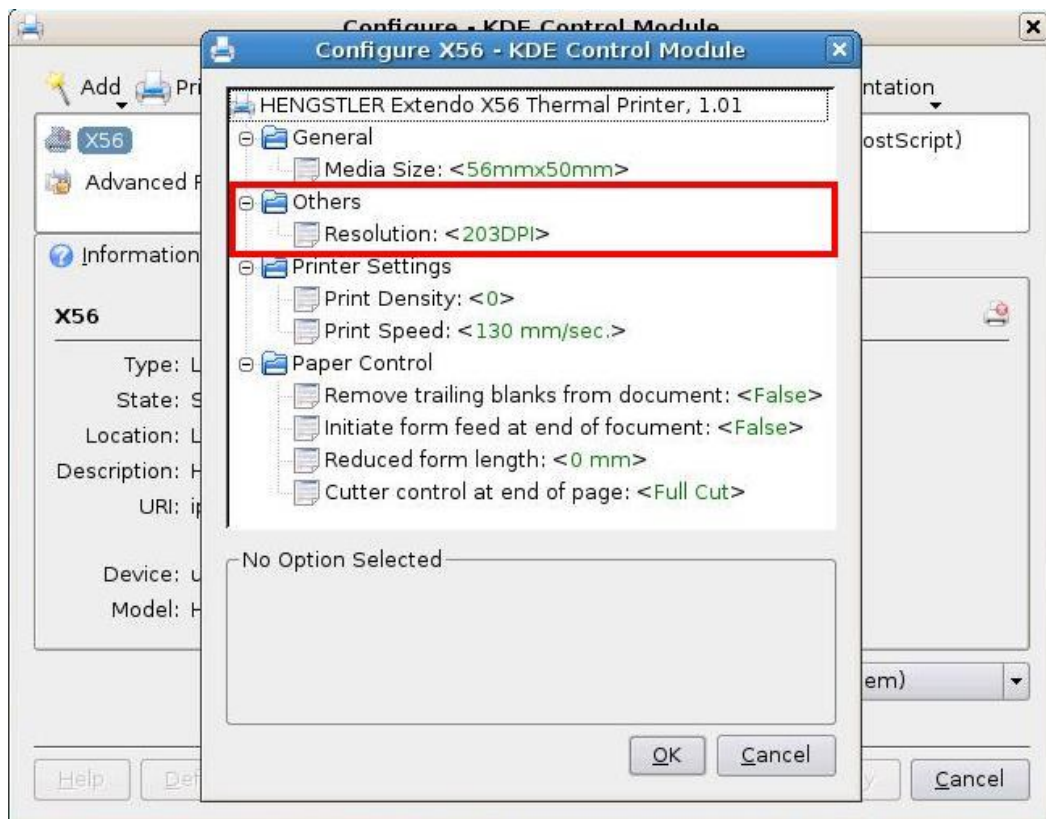 Configure - KDE Control Module
Configure X56 - KDE Control Module
Add
HENGSTLER Extendo X56 Thermal Printer, 1.01
General
X56
Media Size: <56mmx50mm>
Advanced
Others
Resolution: <203DPI>
Information
Printer Settings
Print Density: <0>
X56
Print Speed: <130 mm/sec.>
Type:
Paper Control
State:
Remove trailing blanks from document: <False>
Location:
Initiate form feed at end of focument: <False>
Description:
Reduced form length: <0 mm>
URI:
Cutter control at end of page: <Full Cut>
No Option Selected
Device:
Model:
OK Cancel
Help
Cancel